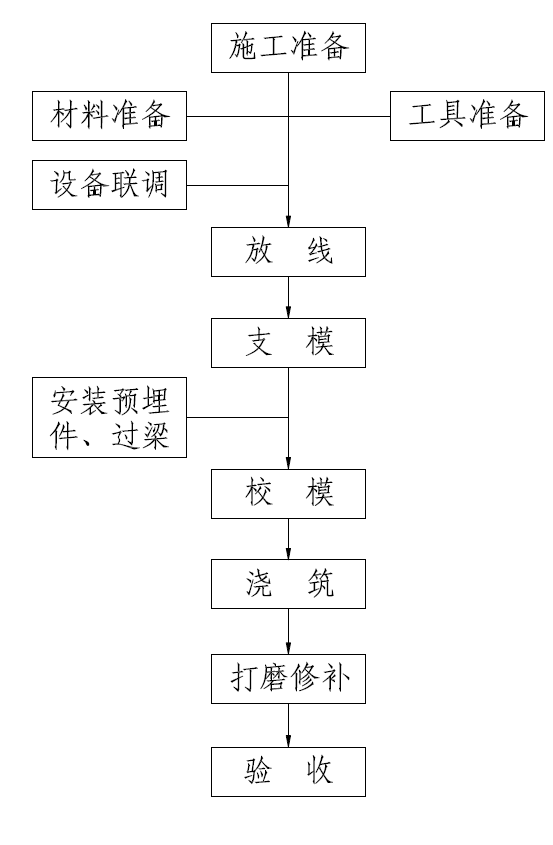 施工准备
材料准备
工具准备
设备联调
放 线
支 模
安装预埋
件、过梁
校 模
浇 筑
打磨修补
验 收